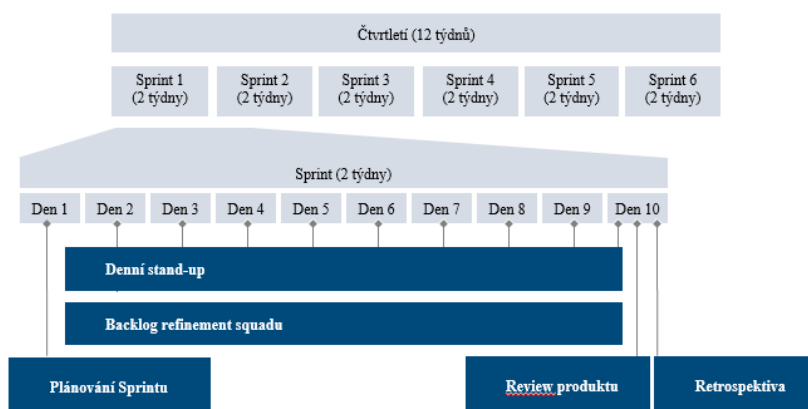 Čtvrtletí (12 týdnů)
Sprint 1
(2 týdny)
Sprint 2
(2 týdny)
Sprint 3
(2 týdny)
Sprint 4
(2 týdny)
Sprint 5
(2 týdny)
Sprint 6
(2 týdny)
Sprint (2 týdny)
Den 1
Den 2
Den 3
Den 4
Den 5
Den 6
Den 7
Den 8
Den 9
Den 10
Denní stand-up
Backlog refinement squadu
Plánování Sprintu
Review produktu
Retrospektiva